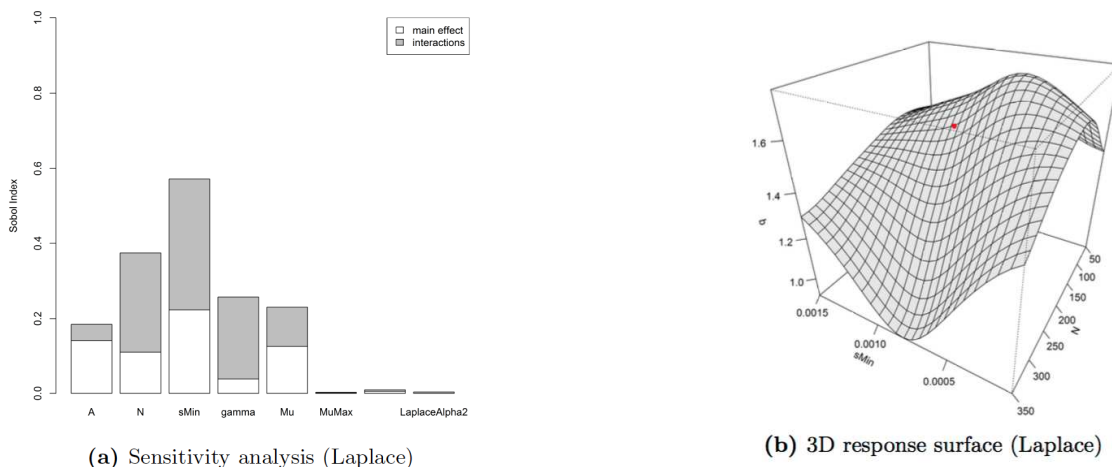 1.0
main effect
interactions
0.8
0.6
Sobol Index
0.4
0.2
0.0
A N sMin gamma Mu MuMax LaplaceAlpha2
(a) Sensitivity analysis (Laplace)
1.6
1.4
q
1.2
1.0
0.0015
0.0010
sMin
0.0005
50
100
150
200
N
250
300
350
(b) 3D response surface (Laplace)